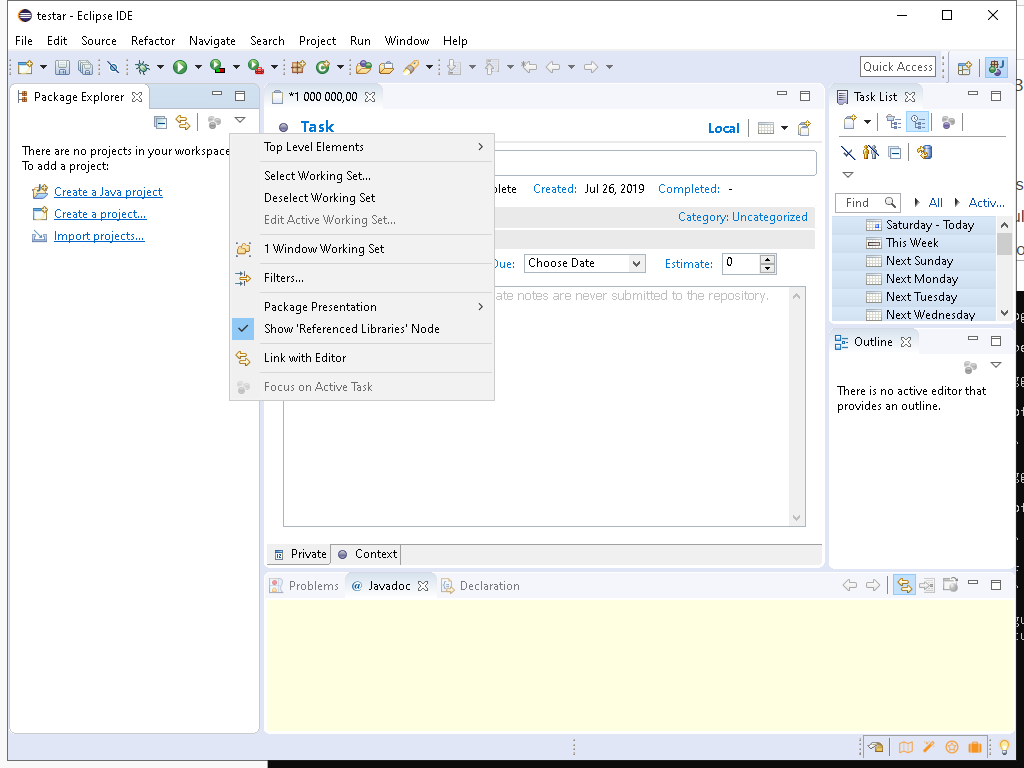 testar - Eclipse IDE
File Edit Source Refactor Navigate Search Project Run Window Help
Quick Access
Package Explorer
There are no projects in your workspace
To add a project:
Create a Java project
Create a project...
Import projects...
Top Level Elements
Select Working Set...
Deselect Working Set
Edit Active Working Set...
1 Window Working Set
Filters...
Package Presentation
Show 'Referenced Libraries' Node
Link with Editor
Focus on Active Task
*1 000 000,00
Task
Local
Created: Jul 26, 2019 Completed: -
Category: Uncategorized
Due: Choose Date Estimate: 0
notes are never submitted to the repository.
Private Context
Task List
Find All Activ...
Saturday - Today
This Week
Next Sunday
Next Monday
Next Tuesday
Next Wednesday
Outline
There is no active editor that
provides an outline.
Problems @ Javadoc Declaration